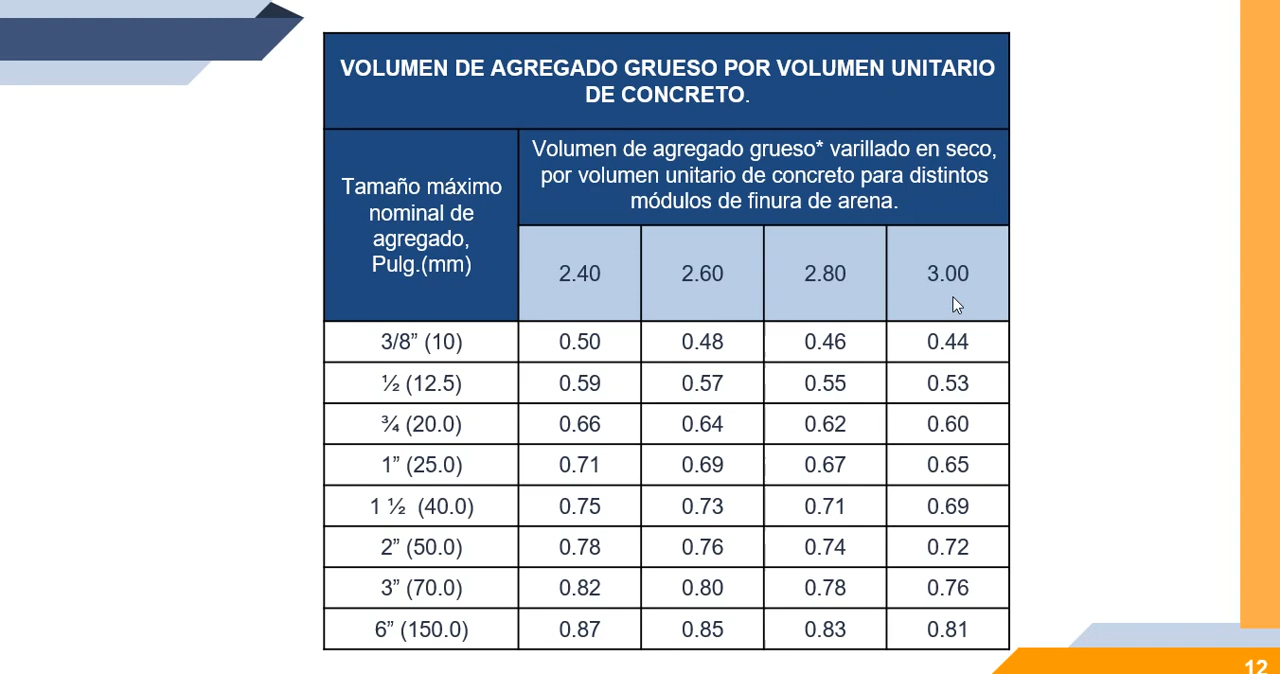 VOLUMEN DE AGREGADO GRUESO POR VOLUMEN UNITARIO
DE CONCRETO.
Tamaño máximo
nominal de
agregado,
Pulg.(mm)
Volumen de agregado grueso* varillado en seco,
por volumen unitario de concreto para distintos
módulos de finura de arena.
2.40 2.60 2.80 3.00
3/8” (10) 0.50 0.48 0.46 0.44
½ (12.5) 0.59 0.57 0.55 0.53
¾ (20.0) 0.66 0.64 0.62 0.60
1” (25.0) 0.71 0.69 0.67 0.65
1 ½ (40.0) 0.75 0.73 0.71 0.69
2” (50.0) 0.78 0.76 0.74 0.72
3” (70.0) 0.82 0.80 0.78 0.76
6” (150.0) 0.87 0.85 0.83 0.81
12